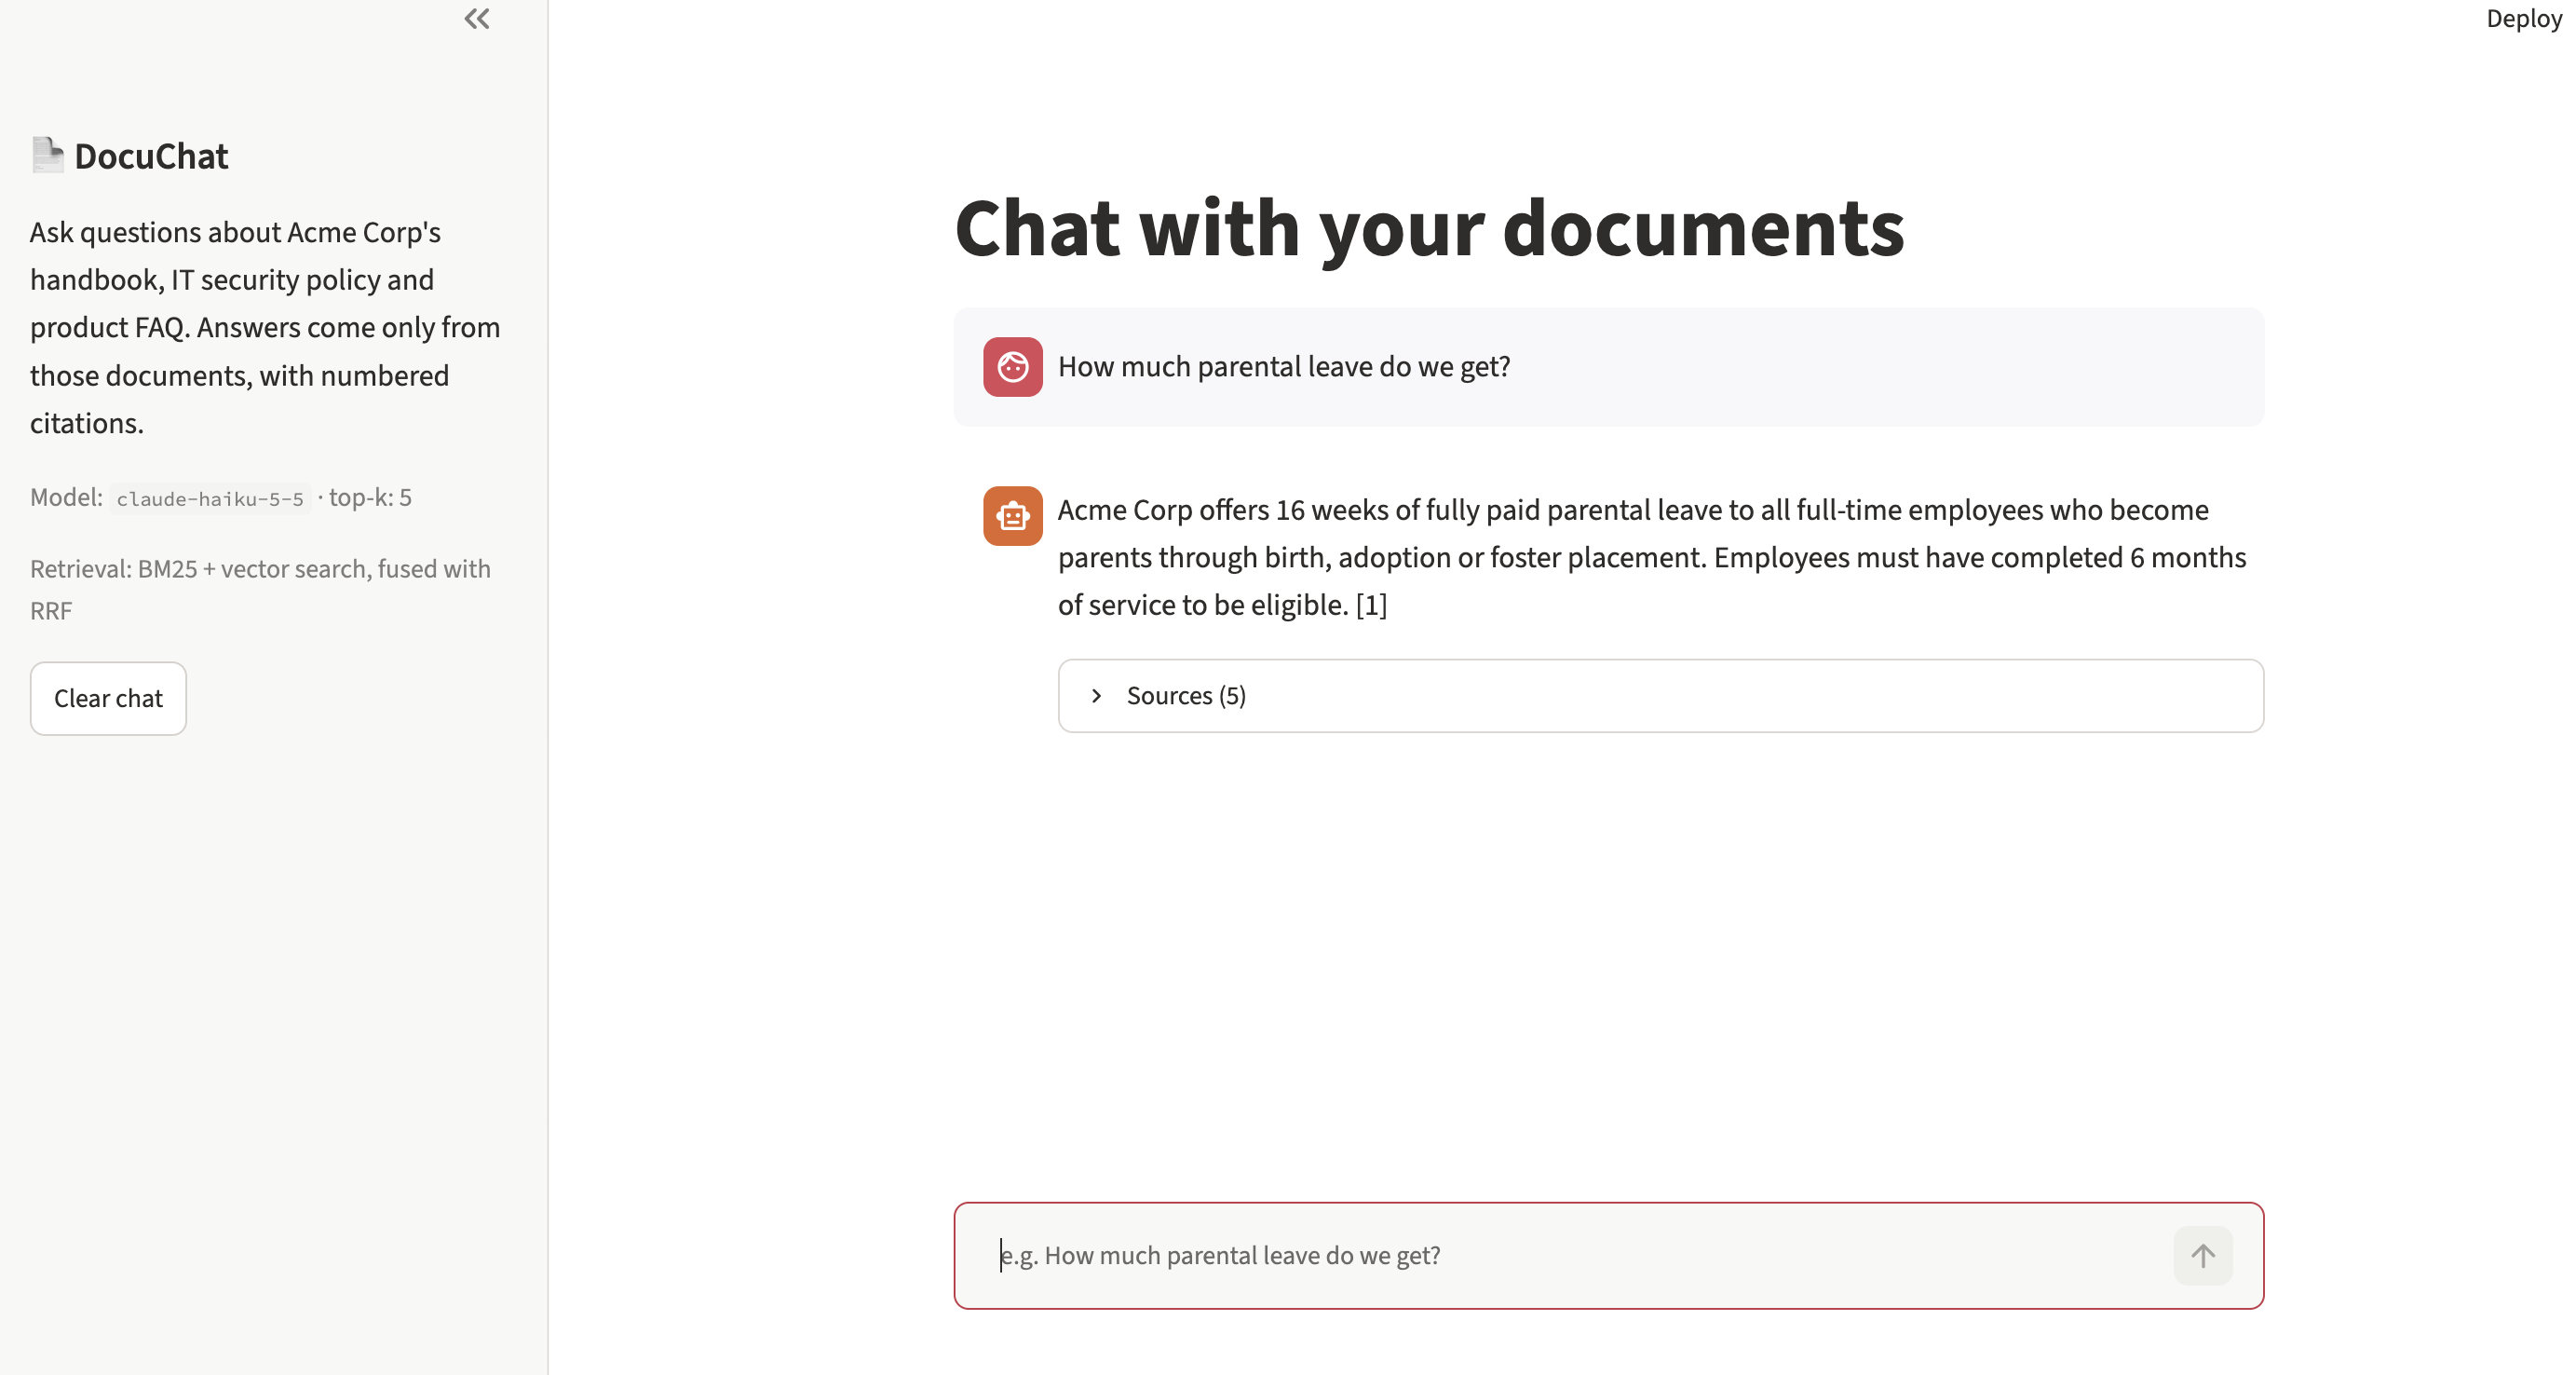 Deploy
DocuChat
Ask questions about Acme Corp's
handbook, IT security policy and
product FAQ. Answers come only from
those documents, with numbered
citations.
Model: claude-haiku-5-5 · top-k: 5
Retrieval: BM25 + vector search, fused with
RRF
Clear chat
Chat with your documents
How much parental leave do we get?
Acme Corp offers 16 weeks of fully paid parental leave to all full-time employees who become
parents through birth, adoption or foster placement. Employees must have completed 6 months
of service to be eligible. [1]
Sources (5)
e.g. How much parental leave do we get?